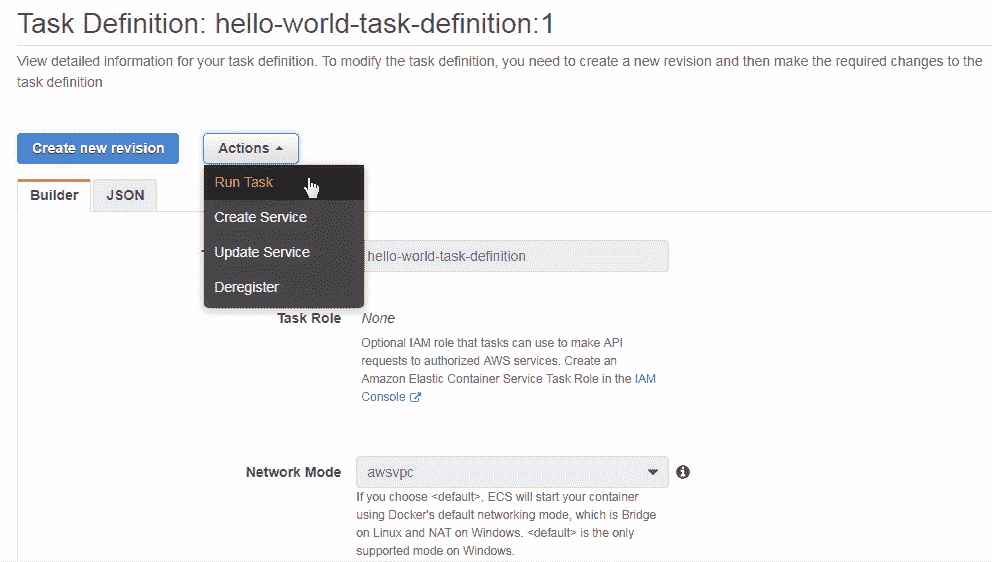 Task Definition: hello-world-task-definition:1
View detailed information for your task definition. To modify the task definition, you need to create a new revision and then make the required changes to the
task definition
Create new revision
Actions
Run Task
Create Service
Update Service
Deregister
Builder
JSON
hello-world-task-definition
Task Role
None
Optional IAM role that tasks can use to make API
requests to authorized AWS services. Create an
Amazon Elastic Container Service Task Role in the IAM
Console
Network Mode
awsvpc
If you choose <default>, ECS will start your container
using Docker's default networking mode, which is Bridge
on Linux and NAT on Windows. <default> is the only
supported mode on Windows.